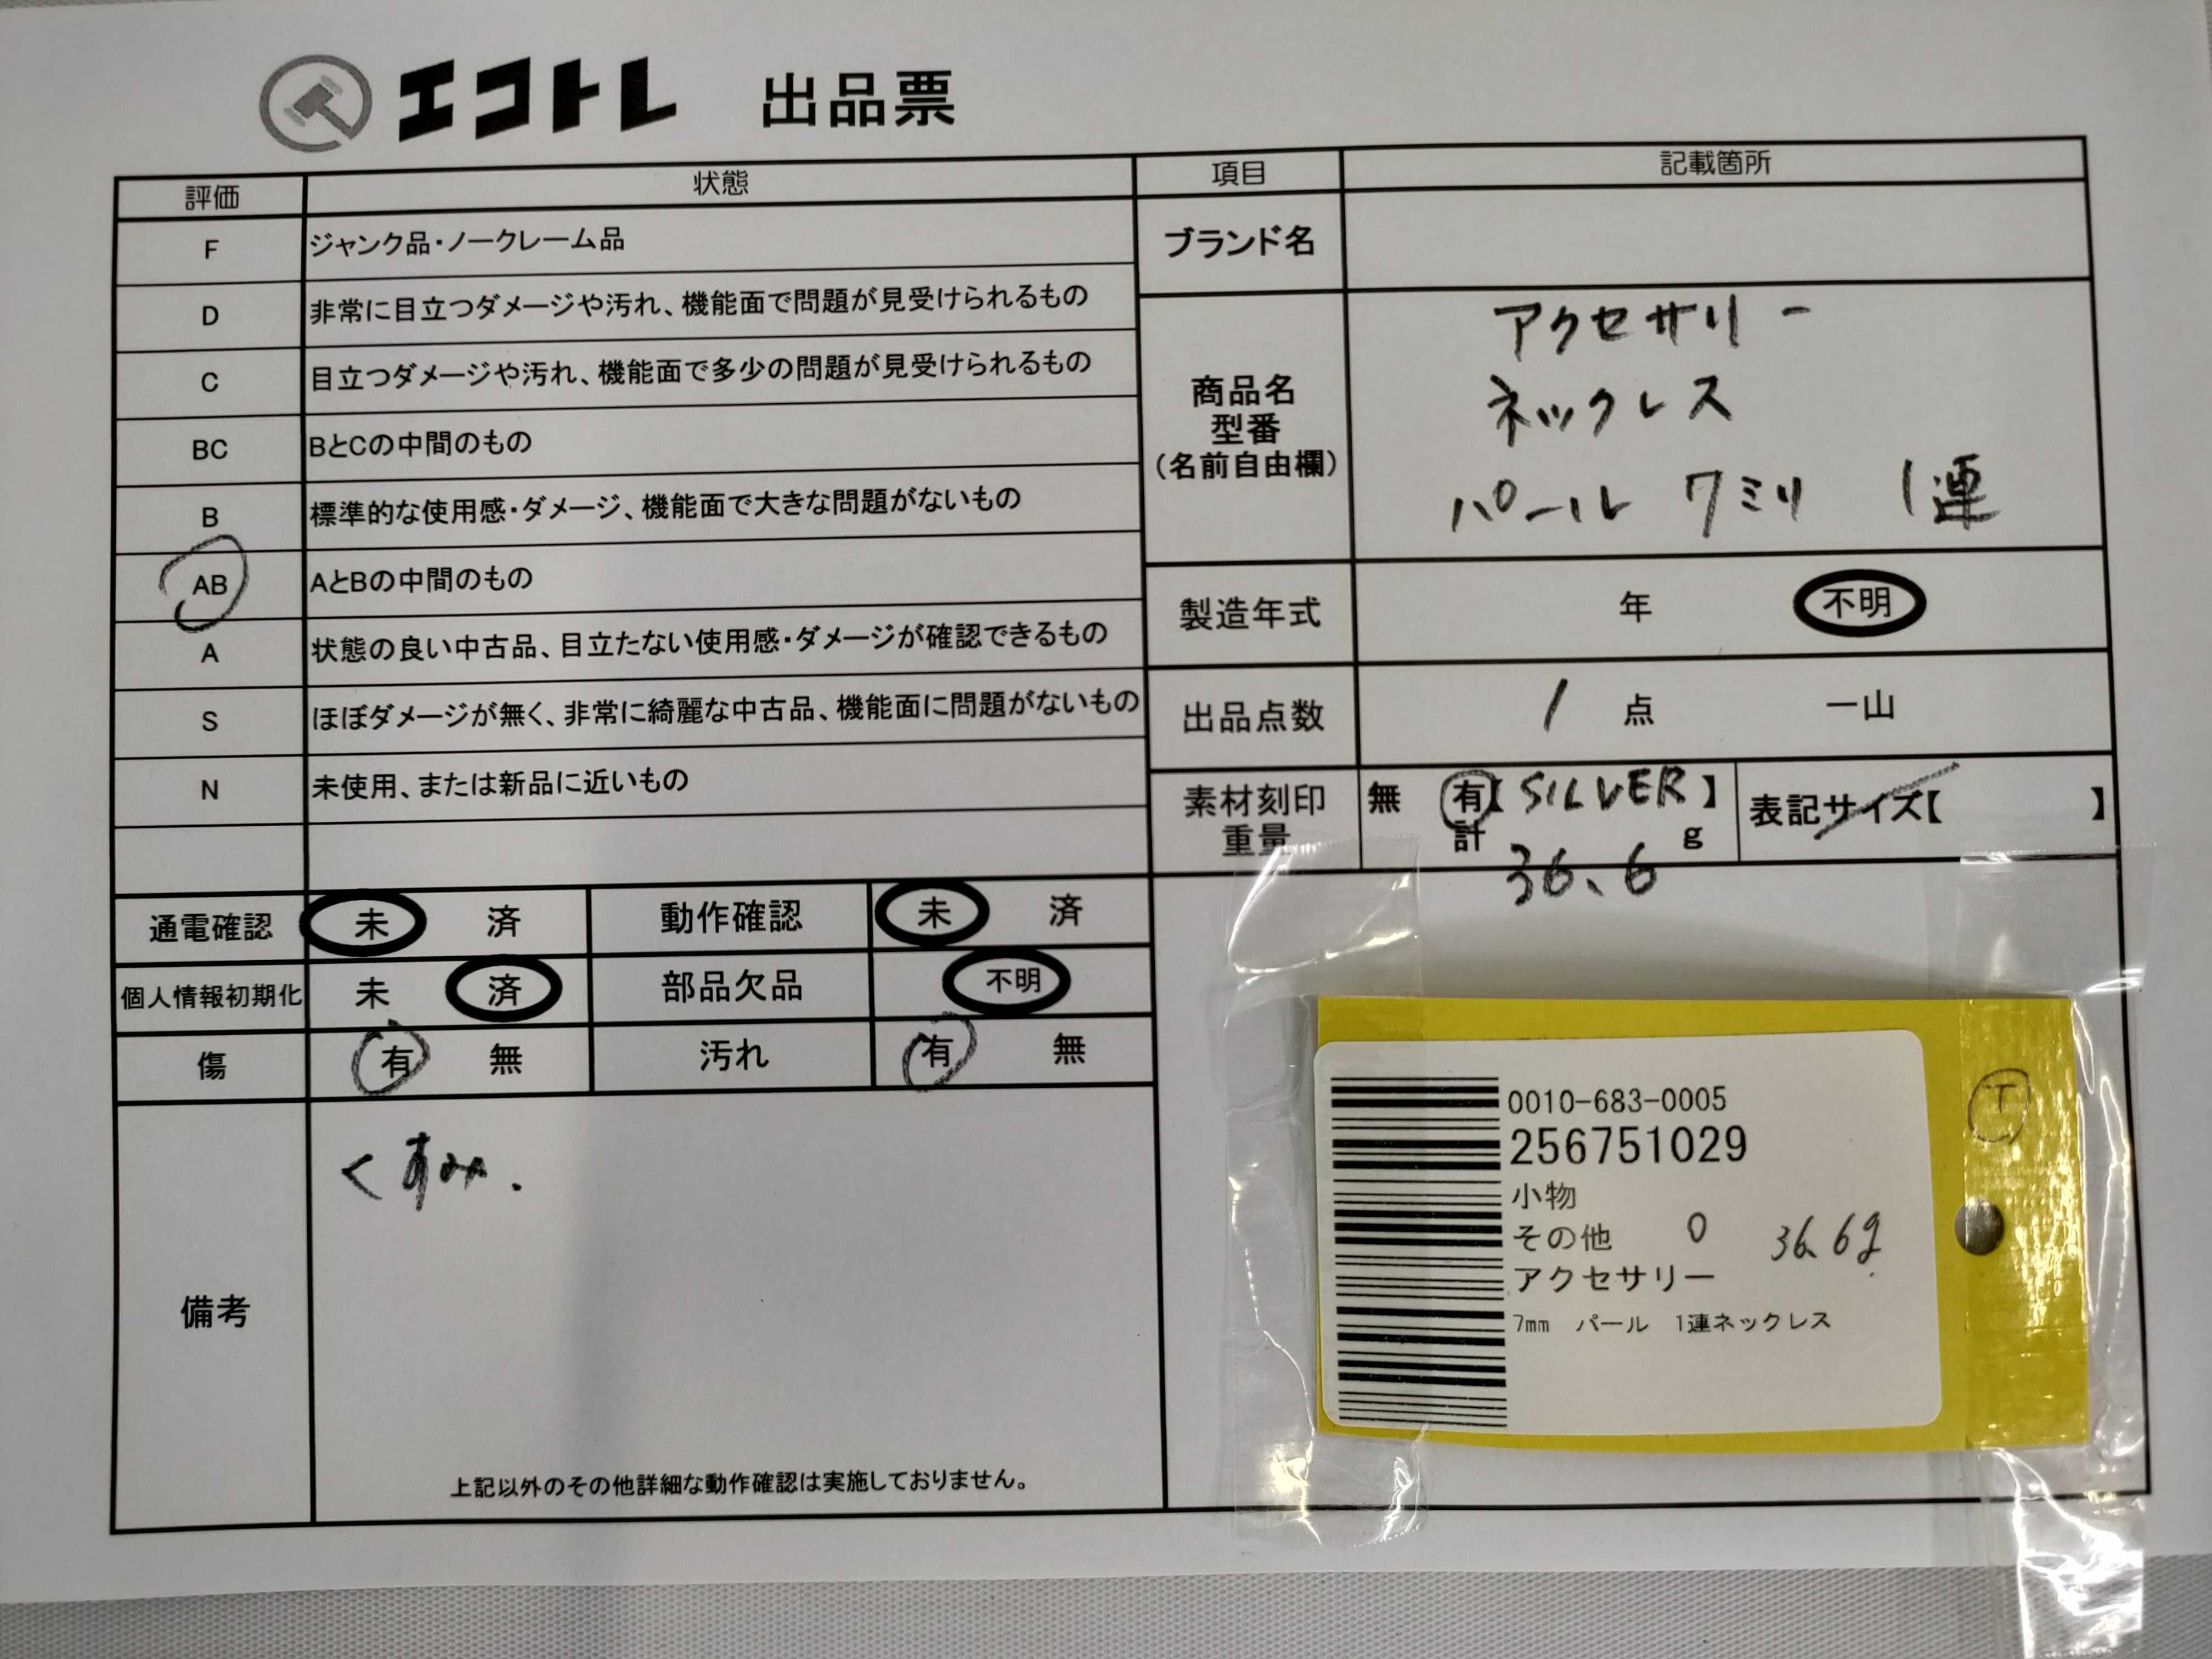 エコトレ 出品票
評価 状態
F ジャンク品・ノークレーム品
D 非常に目立つダメージや汚れ、機能面で問題が見受けられるもの
C 目立つダメージや汚れ、機能面で多少の問題が見受けられるもの
BC BとCの中間のもの
B 標準的な使用感・ダメージ、機能面で大きな問題がないもの
AB AとBの中間のもの
A 状態の良い中古品、目立たない使用感・ダメージが確認できるもの
S ほぼダメージが無く、非常に綺麗な中古品、機能面に問題がないもの
N 未使用、または新品に近いもの
通電確認 未 済 動作確認 未 済
個人情報初期化 未 済 部品欠品 不明
傷 有 無 汚れ 有 無
備考
くすみ.
上記以外のその他詳細な動作確認は実施しておりません。
項目 記載箇所
ブランド名
商品名
型番
(名前自由欄)
アクセサリー
ネックレス
パール 7ミリ 1連
製造年式 年 不明
出品点数 1 点 一山
素材刻印 無 有【SILVER】 表記サイズ【 】
重量 計 36.6 g
0010-683-0005
256751029
小物
その他 0 36.6g
アクセサリー
7mm パール 1連ネックレス
T